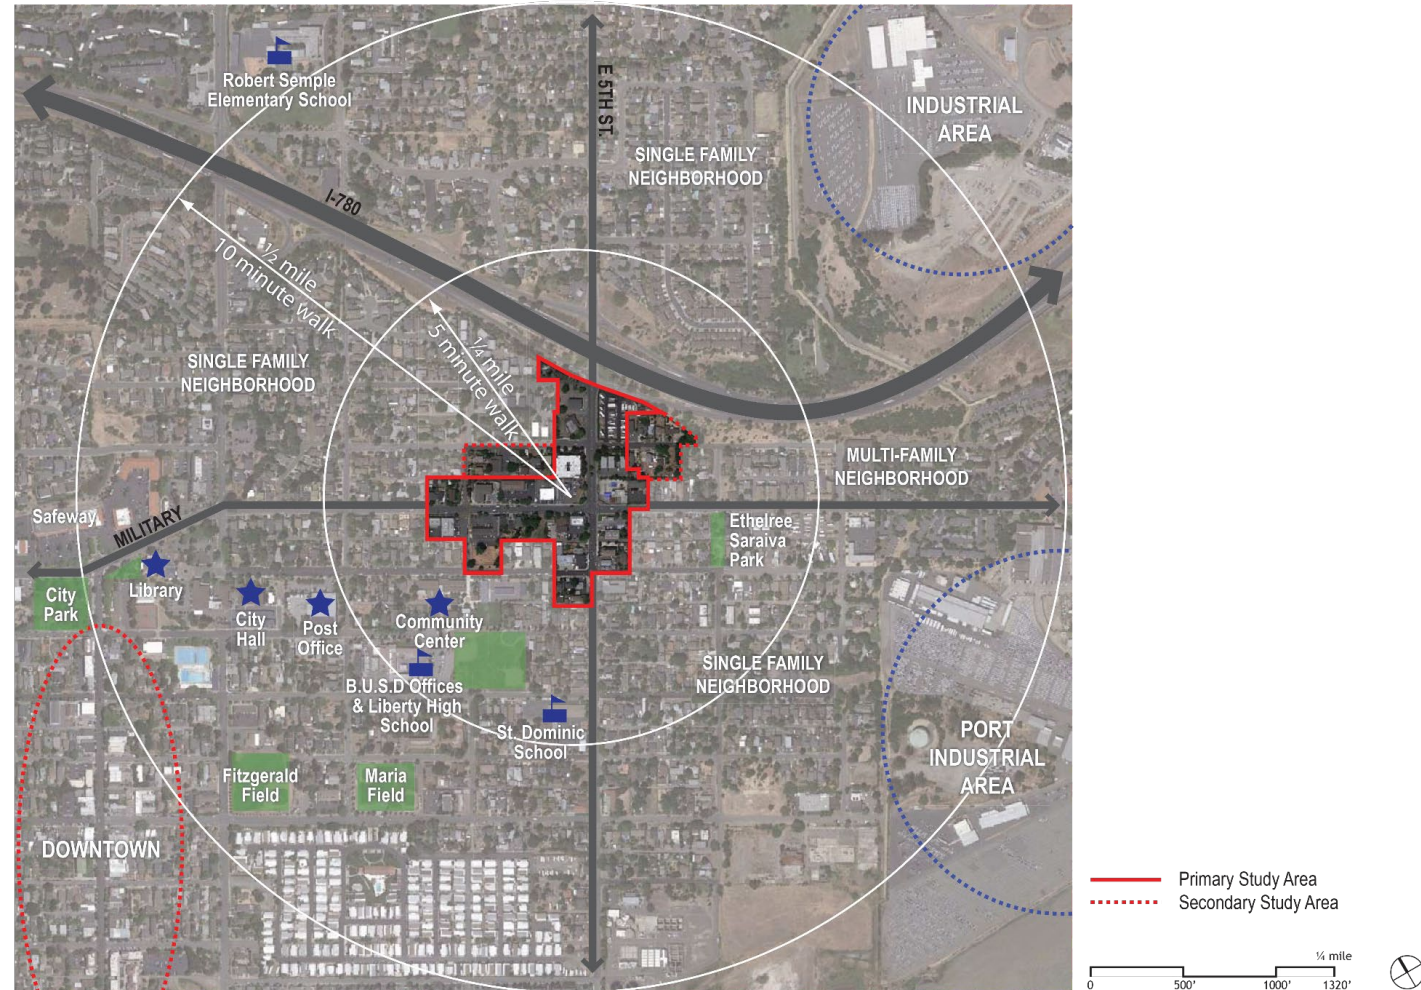 Robert Semple
Elementary School
E 5TH ST.
INDUSTRIAL
AREA
SINGLE FAMILY
NEIGHBORHOOD
I-780
½ mile
10 minute walk
¼ mile
5 minute walk
SINGLE FAMILY
NEIGHBORHOOD
MULTI-FAMILY
NEIGHBORHOOD
Safeway
MILITARY
Ethelree
Saraiva
Park
Library
City
Park
City
Hall
Post
Office
Community
Center
SINGLE FAMILY
NEIGHBORHOOD
B.U.S.D Offices
& Liberty High
School
St. Dominic
School
PORT
INDUSTRIAL
AREA
Fitzgerald
Field
Maria
Field
DOWNTOWN
Primary Study Area
Secondary Study Area
¼ mile
0 500' 1000' 1320'